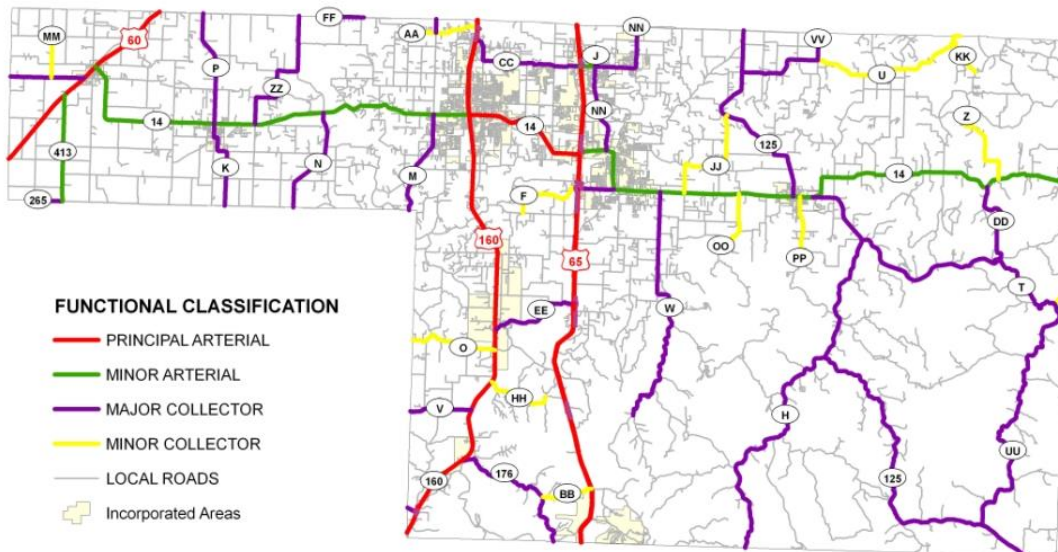 FF
MM
60
AA
NN
P
CC
J
VV
KK
U
ZZ
NN
Z
14
14
125
413
K
N
M
JJ
14
265
F
160
65
OO
PP
DD
T
EE
W
O
HH
V
H
160
176
BB
UU
125
FUNCTIONAL CLASSIFICATION
PRINCIPAL ARTERIAL
MINOR ARTERIAL
MAJOR COLLECTOR
MINOR COLLECTOR
LOCAL ROADS
Incorporated Areas